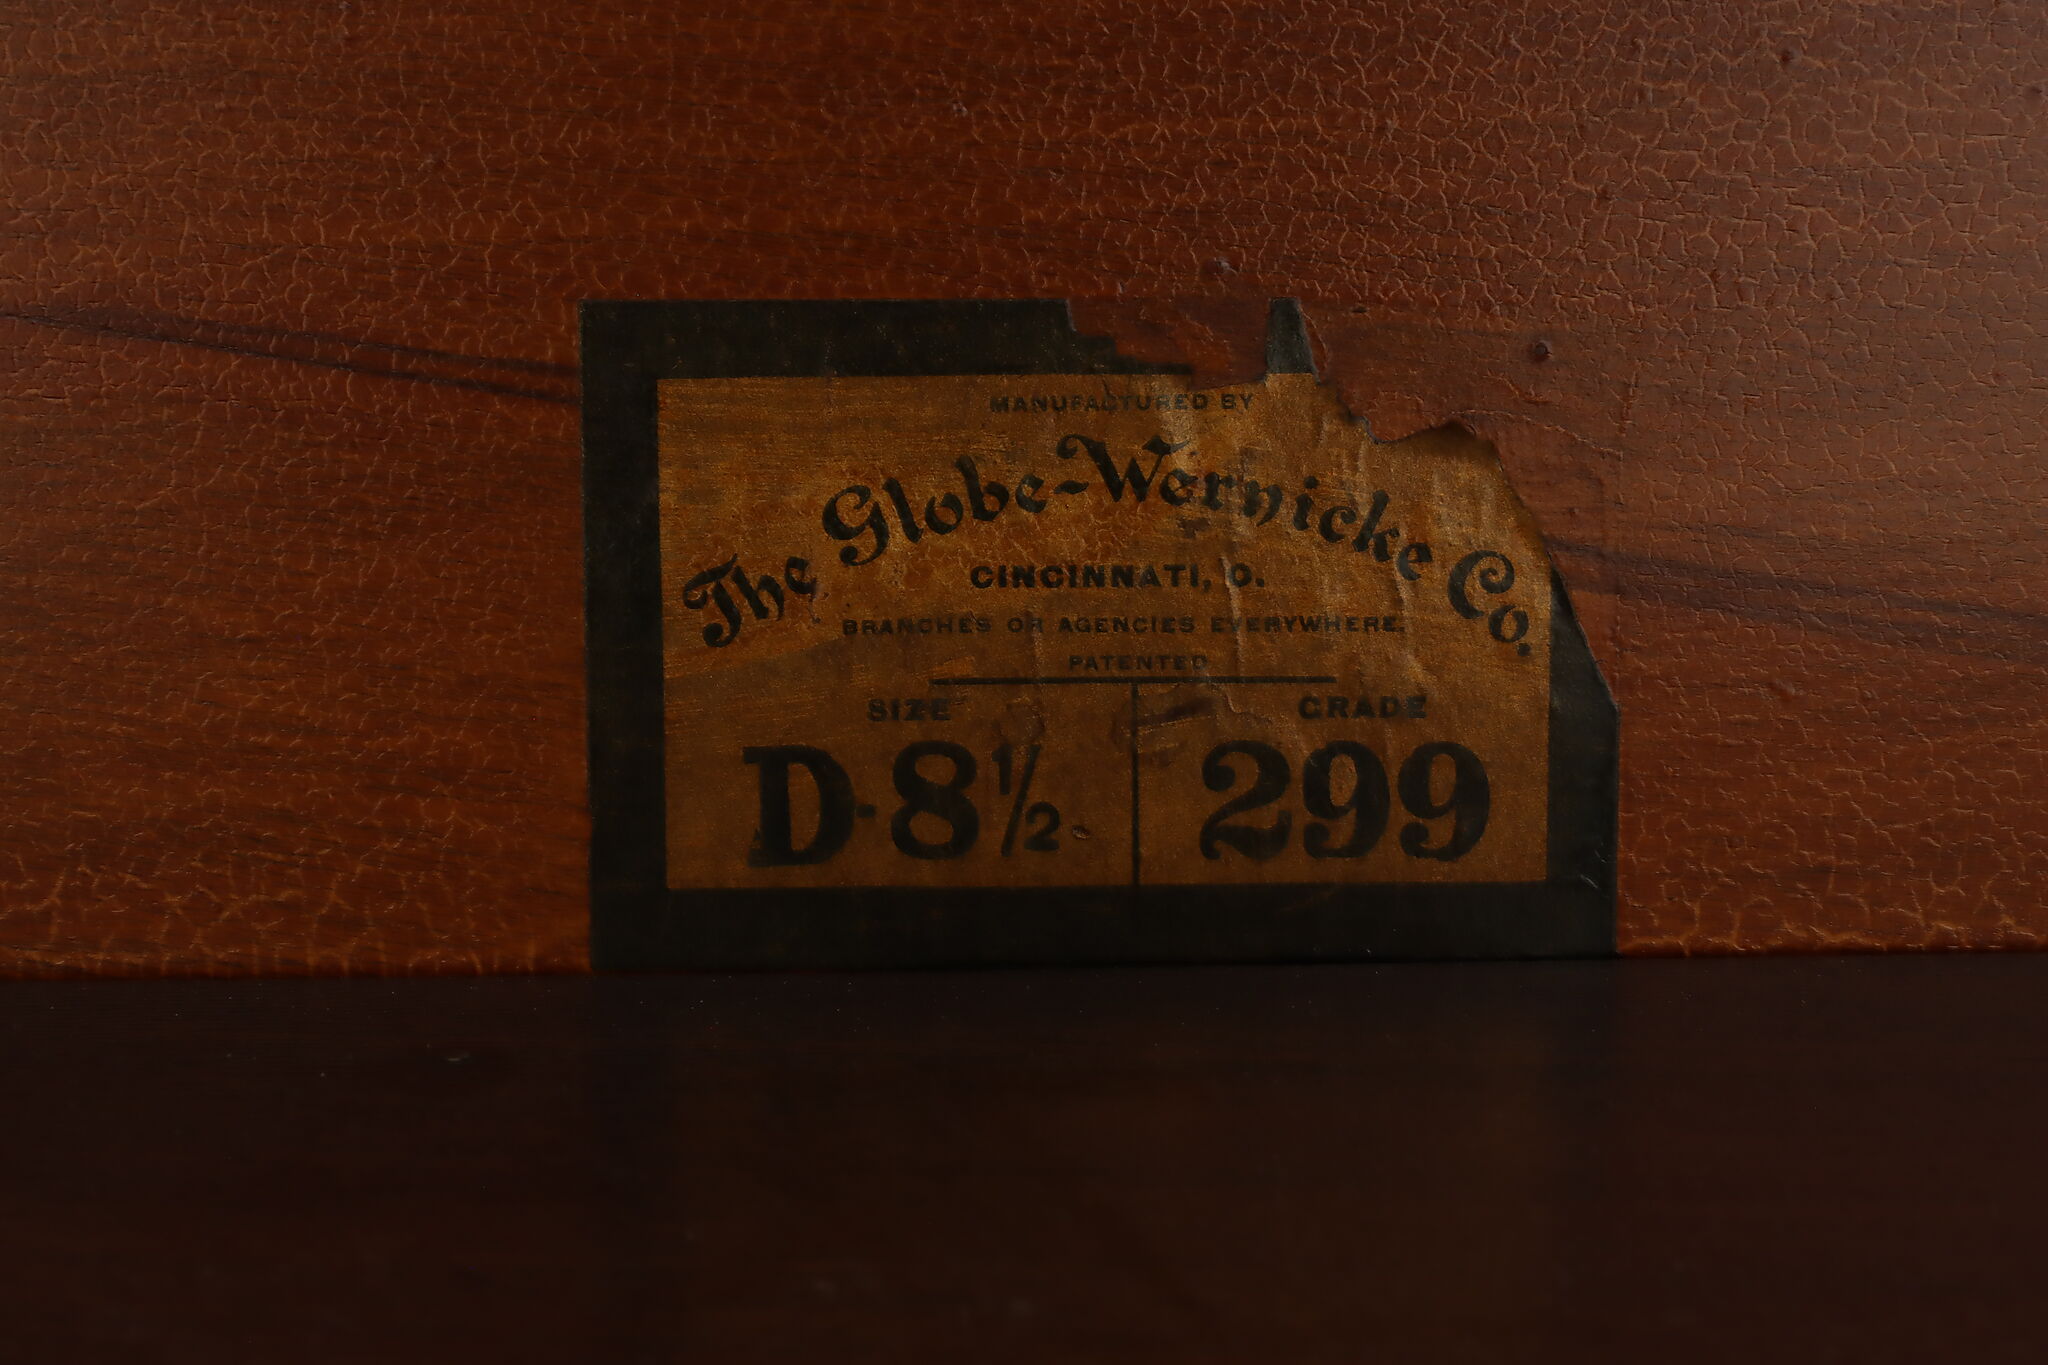 MANUFACTURED BY
The Globe-Wernicke Co.
CINCINNATI, O.
BRANCHES OR AGENCIES EVERYWHERE.
PATENTED
SIZE GRADE
D-8½ 299